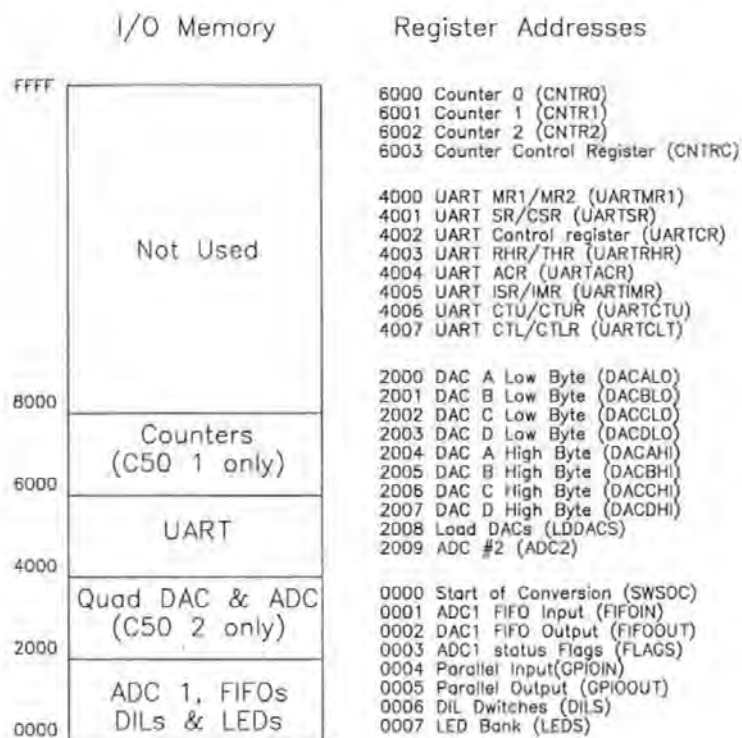 I/O Memory
Register Addresses
FFFF
Not Used
8000
Counters
(C50 1 only)
6000
UART
4000
Quad DAC & ADC
(C50 2 only)
2000
ADC 1, FIFOs
DILs & LEDs
0000
6000 Counter 0 (CNTR0)
6001 Counter 1 (CNTR1)
6002 Counter 2 (CNTR2)
6003 Counter Control Register (CNTRC)
4000 UART MR1/MR2 (UARTMR1)
4001 UART SR/CSR (UARTSR)
4002 UART Control register (UARTCR)
4003 UART RHR/THR (UARTRHR)
4004 UART ACR (UARTACR)
4005 UART ISR/IMR (UARTIMR)
4006 UART CTU/CTUR (UARTCTU)
4007 UART CTL/CTLR (UARTCLT)
2000 DAC A Low Byte (DACALO)
2001 DAC B Low Byte (DACBLO)
2002 DAC C Low Byte (DACCLO)
2003 DAC D Low Byte (DACDLO)
2004 DAC A High Byte (DACAHI)
2005 DAC B High Byte (DACBHI)
2006 DAC C High Byte (DACCHI)
2007 DAC D High Byte (DACDHI)
2008 Load DACs (LDDACS)
2009 ADC #2 (ADC2)
0000 Start of Conversion (SWSOC)
0001 ADC1 FIFO Input (FIFOIN)
0002 DAC1 FIFO Output (FIFOOUT)
0003 ADC1 status Flags (FLAGS)
0004 Parallel Input(GPIOIN)
0005 Parallel Output (GPIOOUT)
0006 DIL Dwitches (DILS)
0007 LED Bank (LEDS)